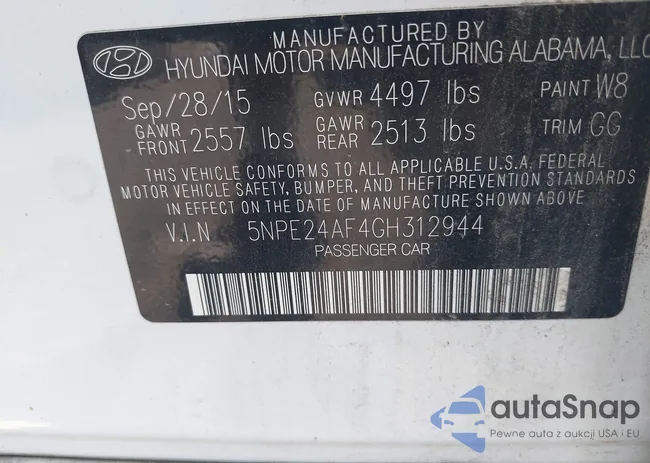 MANUFACTURED BY
HYUNDAI MOTOR MANUFACTURING ALABAMA, LLC
Sep/28/15 GVWR 4497 lbs PAINT W8
GAWR FRONT 2557 lbs GAWR REAR 2513 lbs TRIM GG
THIS VEHICLE CONFORMS TO ALL APPLICABLE U.S.A. FEDERAL
MOTOR VEHICLE SAFETY, BUMPER, AND THEFT PREVENTION STANDARDS
IN EFFECT ON THE DATE OF MANUFACTURE SHOWN ABOVE
V.I.N 5NPE24AF4GH312944
PASSENGER CAR
autoSnap
Pewne auta z aukcji USA i EU